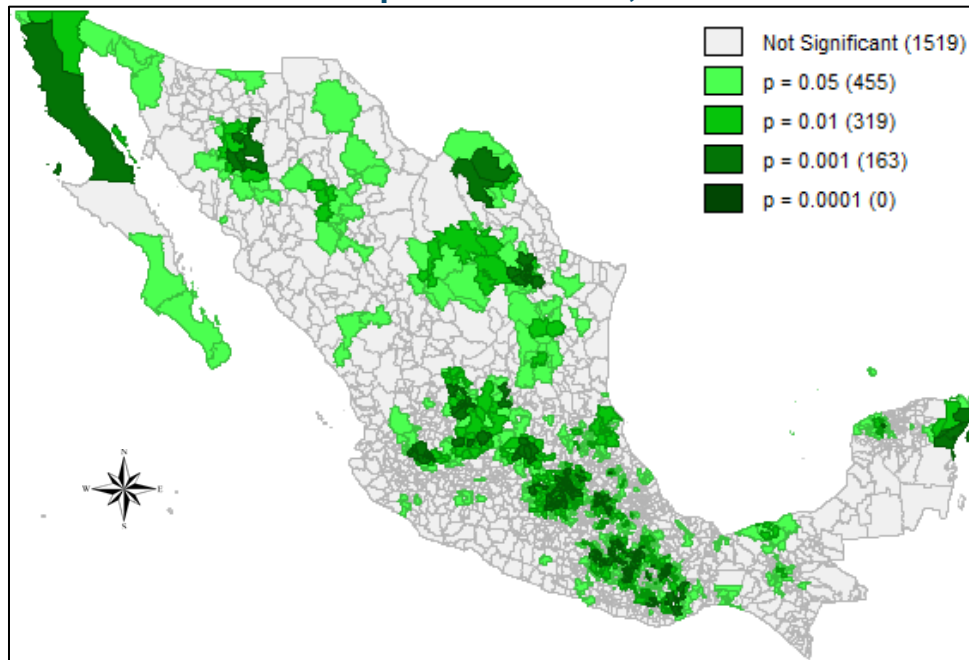 Not Significant (1519)
p = 0.05 (455)
p = 0.01 (319)
p = 0.001 (163)
p = 0.0001 (0)
N
W E
S